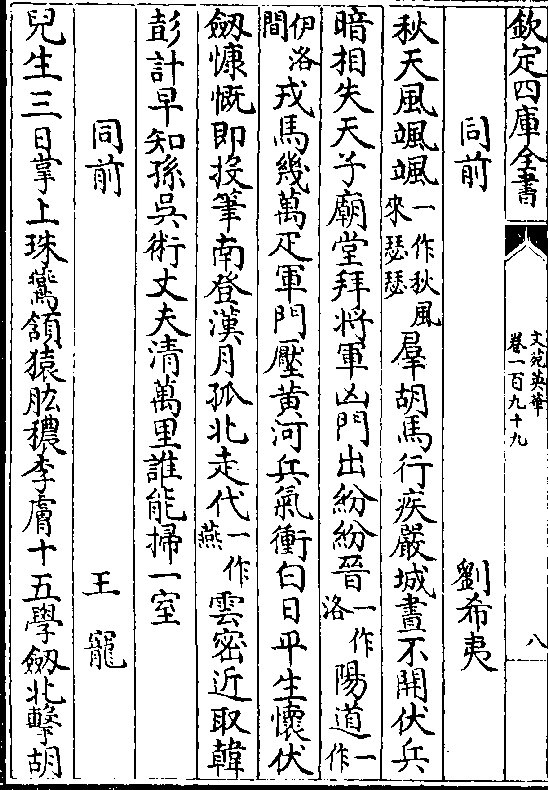 欽定四庫全書
文苑英華
卷一百九十九
八
同前 劉希夷
秋天風颯颯一作秋風來瑟瑟羣胡馬行疾嚴城晝不開伏兵
暗相失天子廟堂拜將軍凶門出紛紛晉一作洛陽道一作
伊洛間戎馬幾萬疋軍門壓黄河兵氣衝白日平生懷伏
劒慷慨即投筆南登漢月孤北走代一作燕雲密近取韓
彭計早知孫吳術丈夫清萬里誰能掃一室
同前 王寵
兒生三日掌上珠鷰頷猿肱穠李膚十五學劒北擊胡